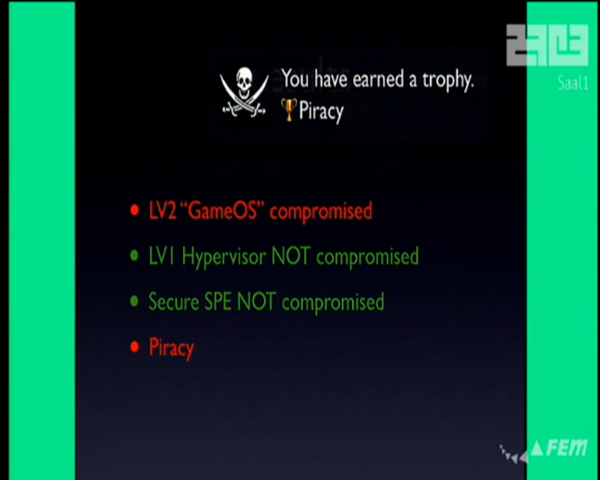 Saal1
You have earned a trophy.
Piracy
LV2 “GameOS” compromised
LV1 Hypervisor NOT compromised
Secure SPE NOT compromised
Piracy
FEM